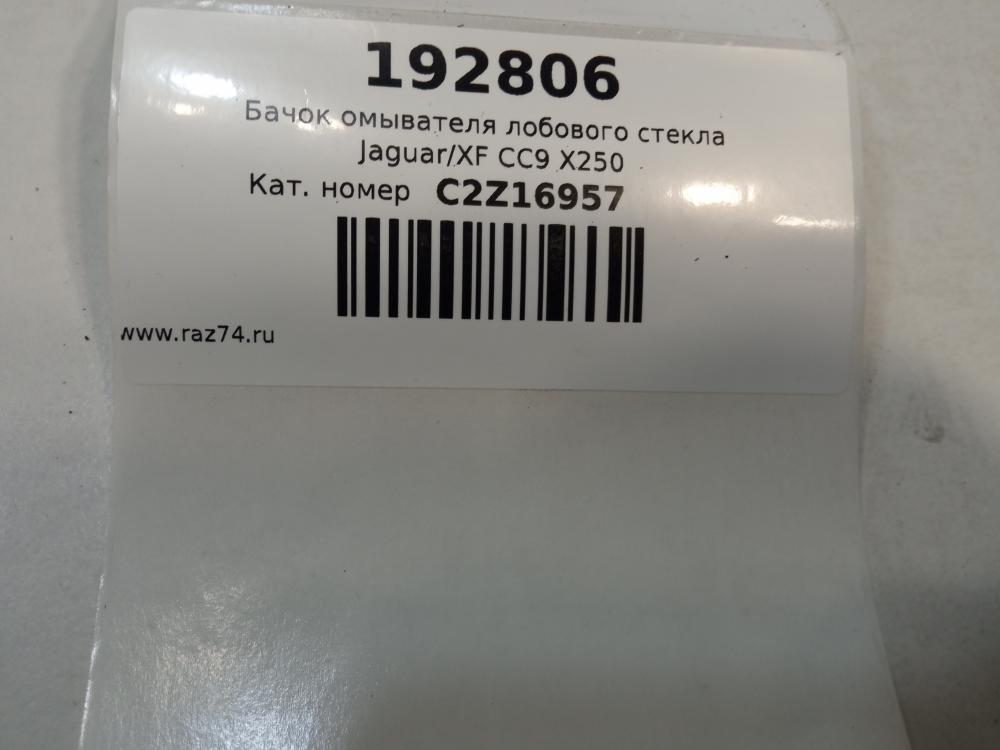 192806
Бачок омывателя лобового стекла
Jaguar/XF CC9 X250
Кат. номер C2Z16957
www.raz74.ru